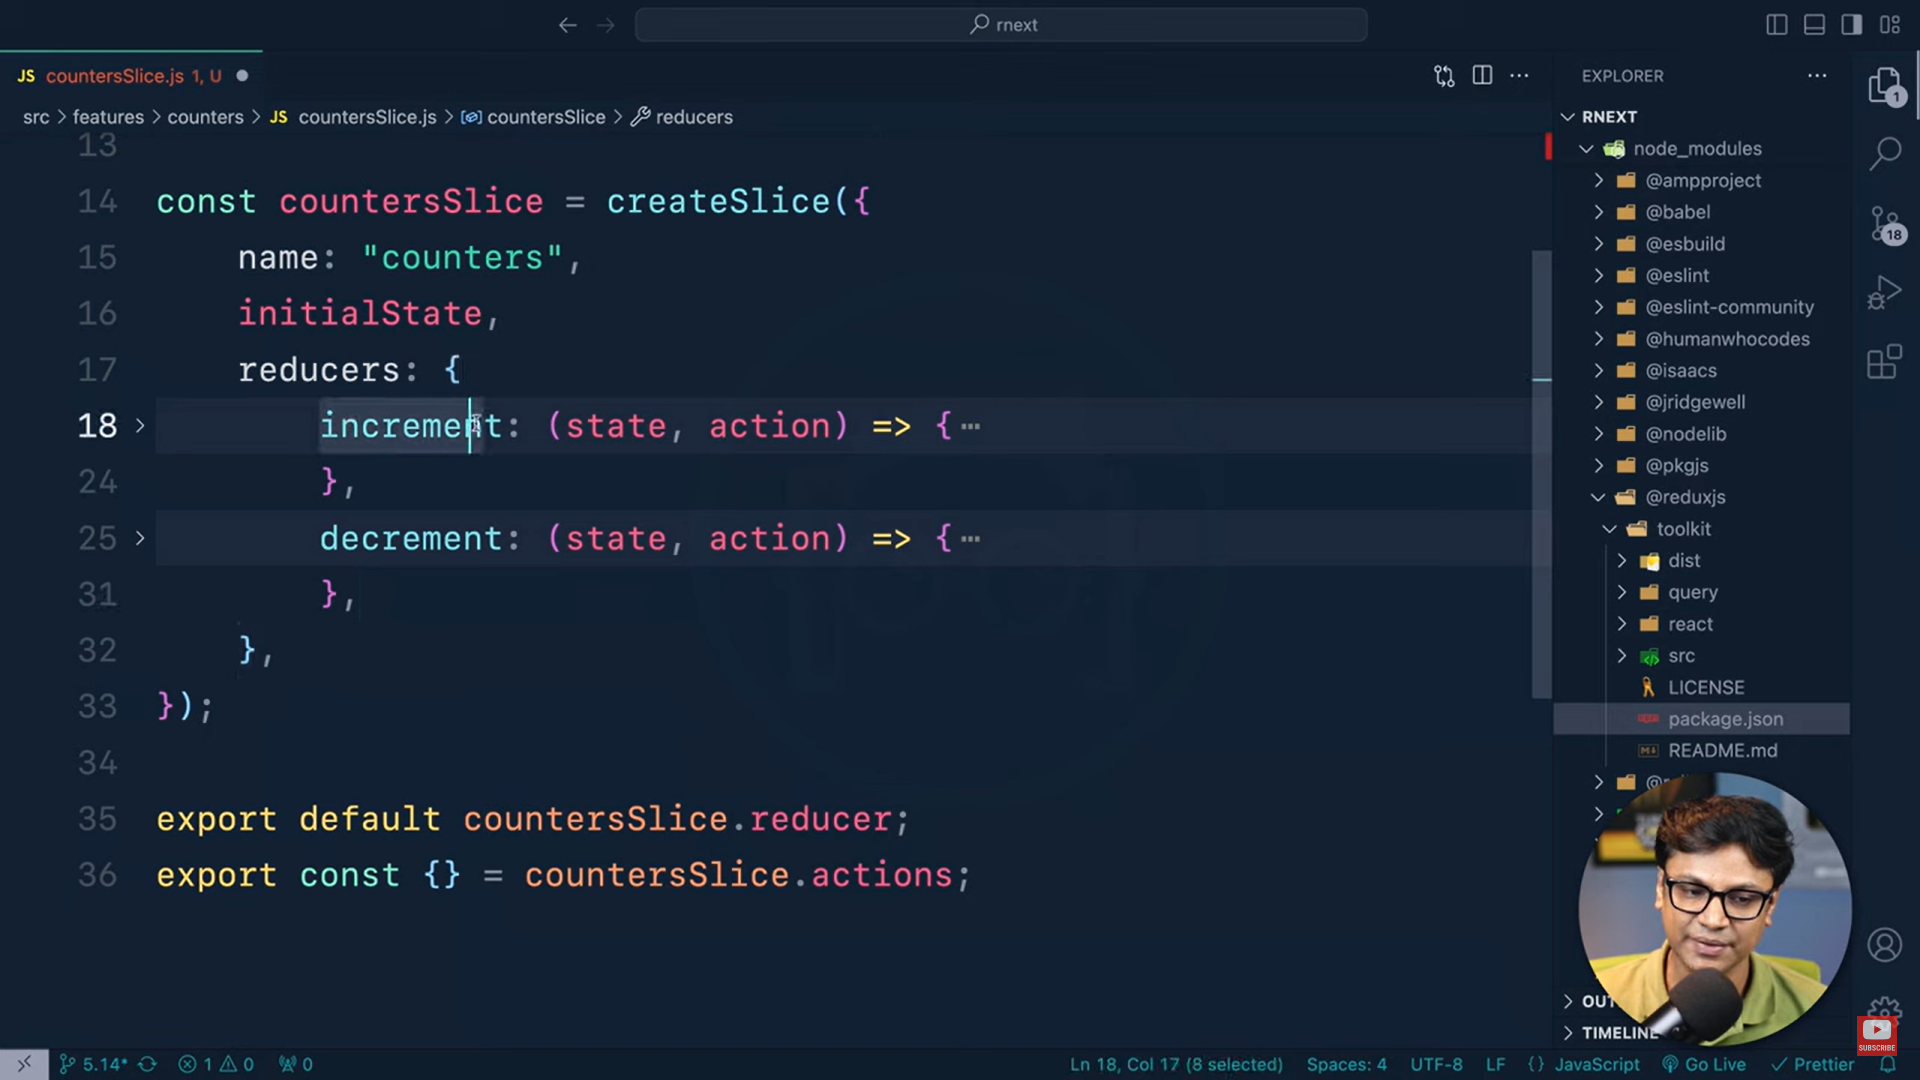 rnext
JS countersSlice.js 1, U
src > features > counters > JS countersSlice.js > countersSlice > reducers
13
14 const countersSlice = createSlice({
15 name: "counters",
16 initialState,
17 reducers: {
18 increment: (state, action) => { ···
24 },
25 decrement: (state, action) => { ···
31 },
32 },
33 });
34
35 export default countersSlice.reducer;
36 export const {} = countersSlice.actions;
EXPLORER
RNEXT
node_modules
@ampproject
@babel
@esbuild
@eslint
@eslint-community
@humanwhocodes
@isaacs
@jridgewell
@nodelib
@pkgjs
@reduxjs
toolkit
dist
query
react
src
LICENSE
package.json
README.md
TIMELINE
1
18
SUBSCRIBE
5.14* 1 0 0
Ln 18, Col 17 (8 selected) Spaces: 4 UTF-8 LF {} JavaScript Go Live Prettier